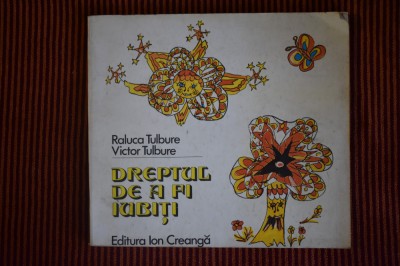 Raluca Tulbure
Victor Tulbure
DREPTUL
DE A FI
IUBIȚI
Editura Ion Creangă